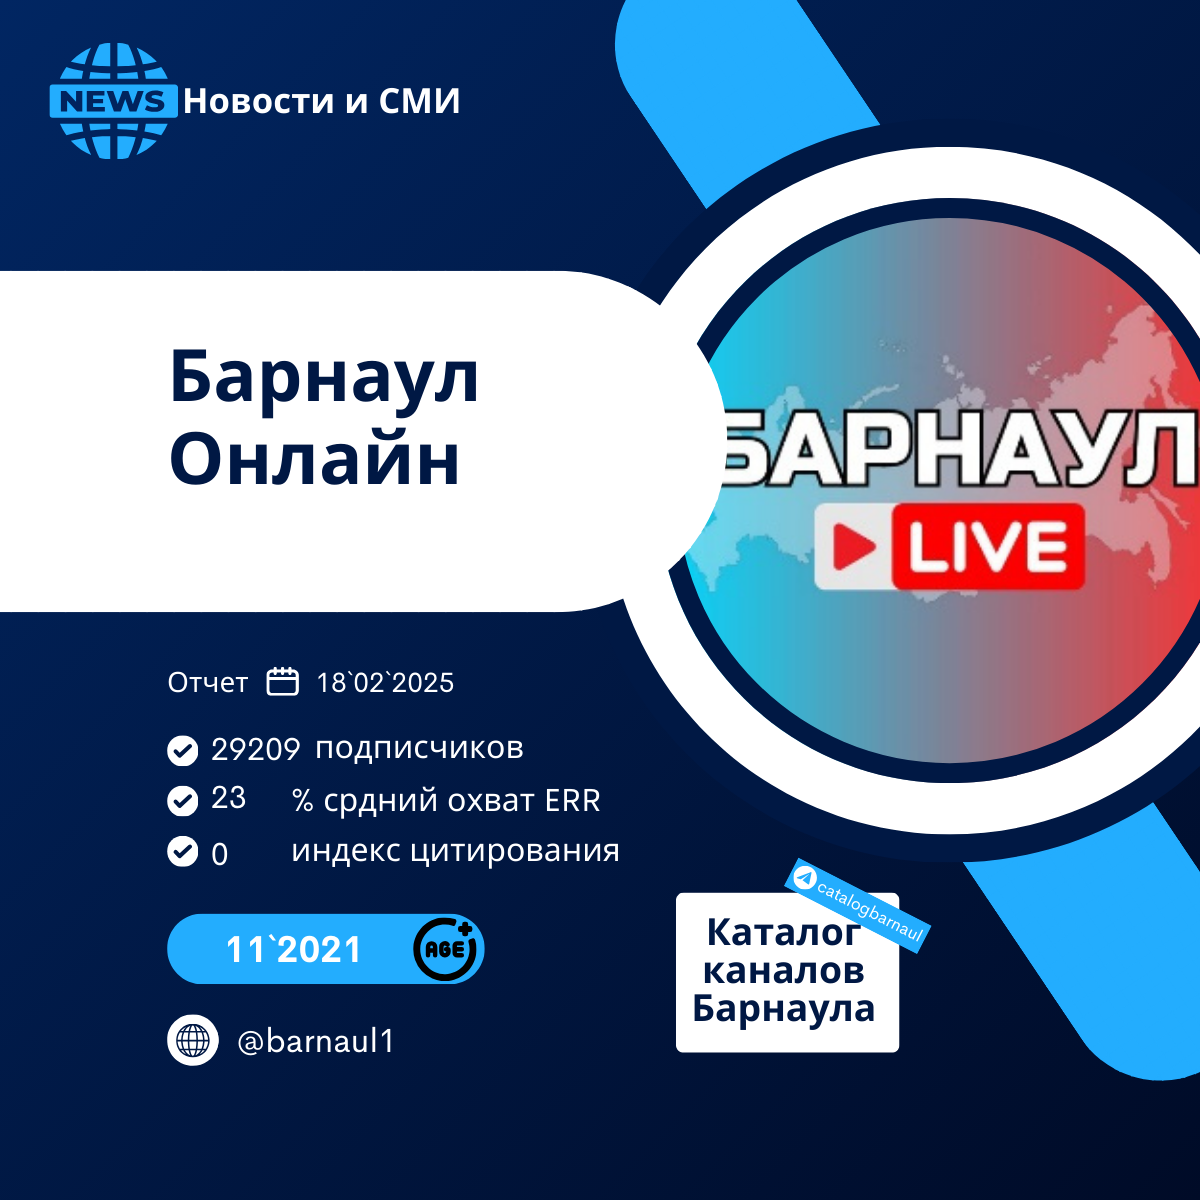 NEWS Новости и СМИ
Барнаул
Онлайн
БАРНАУЛ
LIVE
Отчет 18`02`2025
29209 подписчиков
23 % срдний охват ERR
0 индекс цитирования
11`2021 AGE+
@barnaul1
catalogbarnaul
Каталог
каналов
Барнаула